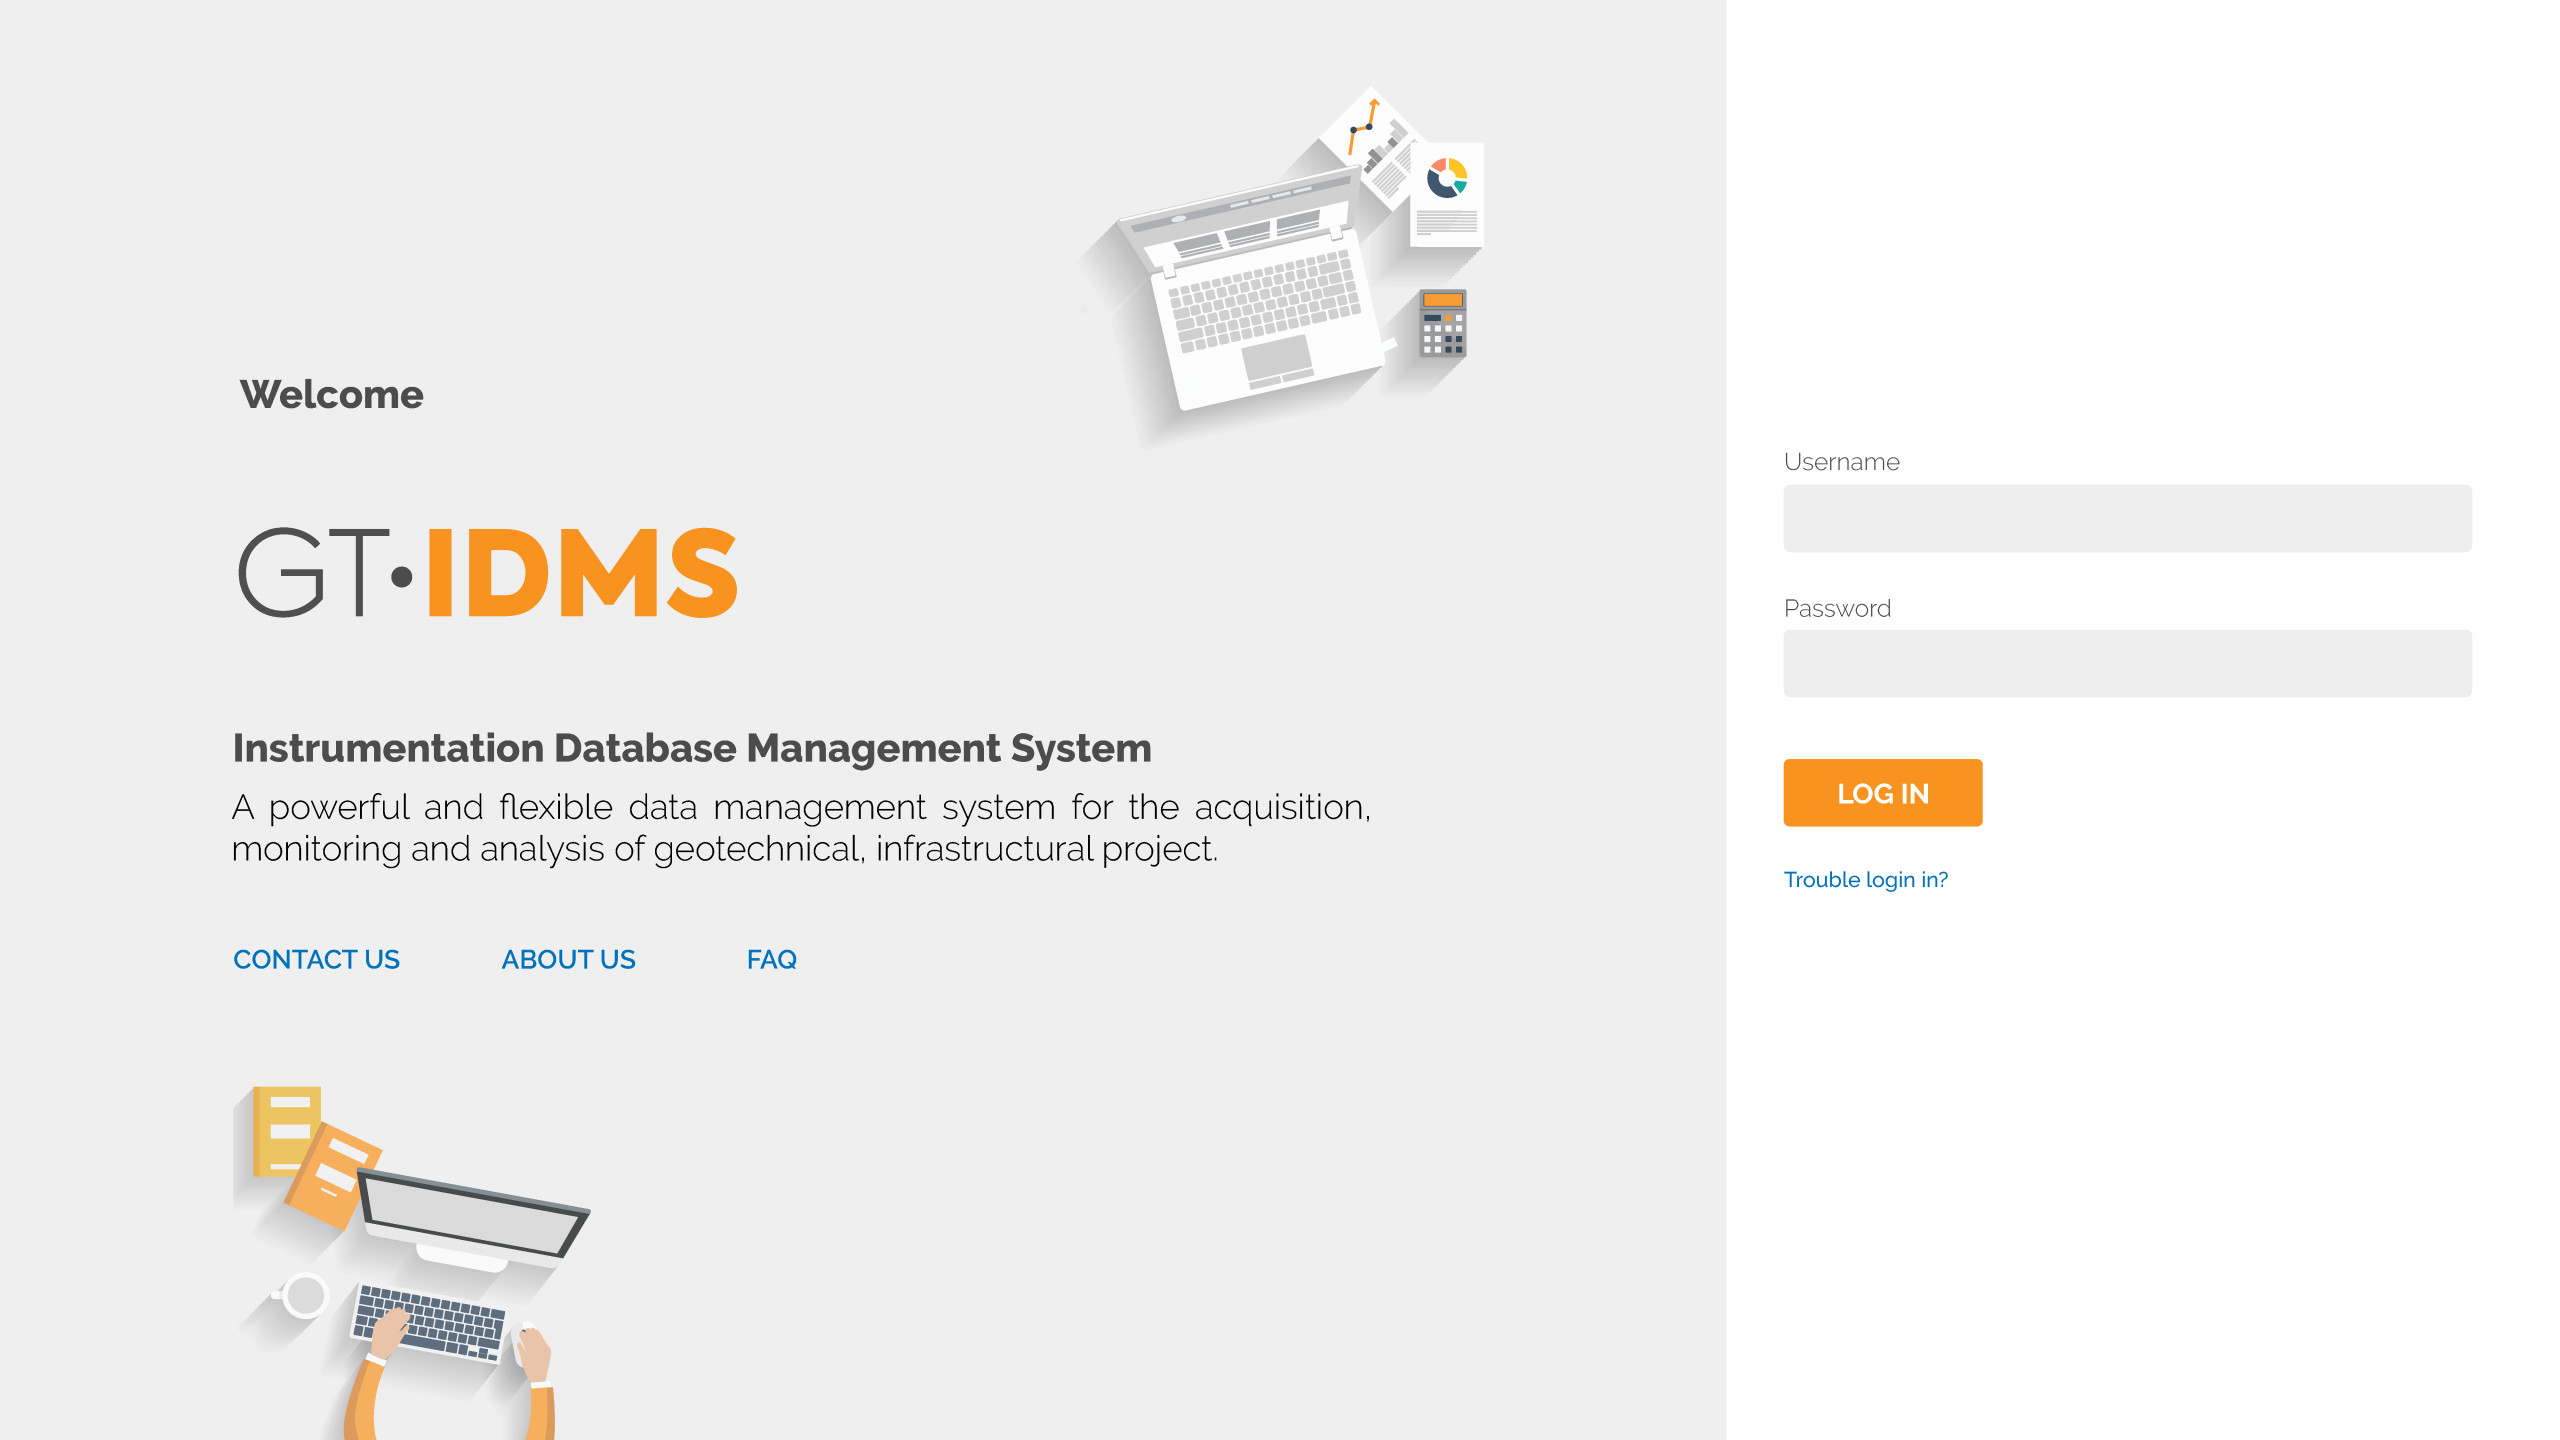 Welcome
GT·IDMS
Instrumentation Database Management System
A powerful and flexible data management system for the acquisition,
monitoring and analysis of geotechnical, infrastructural project.
CONTACT US
ABOUT US
FAQ
Username
Password
LOG IN
Trouble login in?